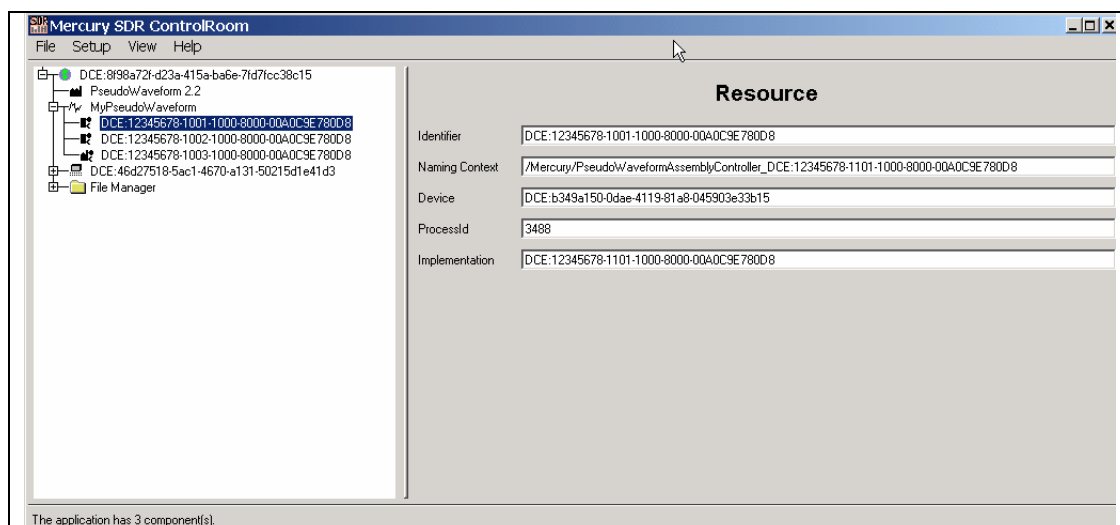 Mercury SDR ControlRoom
File Setup View Help
DCE:8f98a72f-d23a-415a-ba6e-7fd7fcc38c15
PseudoWaveform 2.2
MyPseudoWaveform
DCE:12345678-1001-1000-8000-00A0C9E780D8
DCE:12345678-1002-1000-8000-00A0C9E780D8
DCE:12345678-1003-1000-8000-00A0C9E780D8
DCE:46d27518-5ac1-4670-a131-50215d1e41d3
File Manager
Resource
Identifier DCE:12345678-1001-1000-8000-00A0C9E780D8
Naming Context /Mercury/PseudoWaveformAssemblyController_DCE:12345678-1101-1000-8000-00A0C9E780D8
Device DCE:b349a150-0dae-4119-81a8-045903e33b15
ProcessId 3488
Implementation DCE:12345678-1101-1000-8000-00A0C9E780D8
The application has 3 component(s).